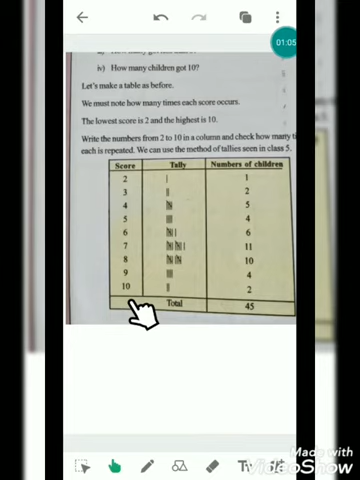 01:05
iv) How many children got 10?
Let's make a table as before.
We must note how many times each score occurs.
The lowest score is 2 and the highest is 10.
Write the numbers from 2 to 10 in a column and check how many ti
each is repeated. We can use the method of tallies seen in class 5.
Score Tally Numbers of children
2 1
3 2
4 5
5 4
6 6
7 11
8 10
9 4
10 2
Total 45
Made with
VideoShow